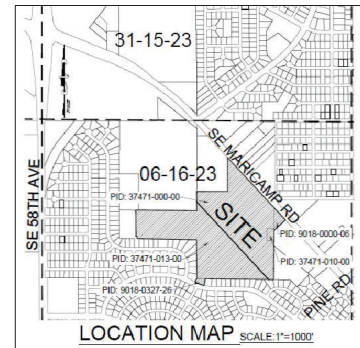 31-15-23
SE MARICAMP RD
SE 58TH AVE
06-16-23
PID: 37471-000-00
SITE
PID: 9018-0000-06
PID: 37471-013-00
PID: 37471-010-00
PID: 9018-0327-26
PINE RD
LOCATION MAP SCALE:1"=1000'